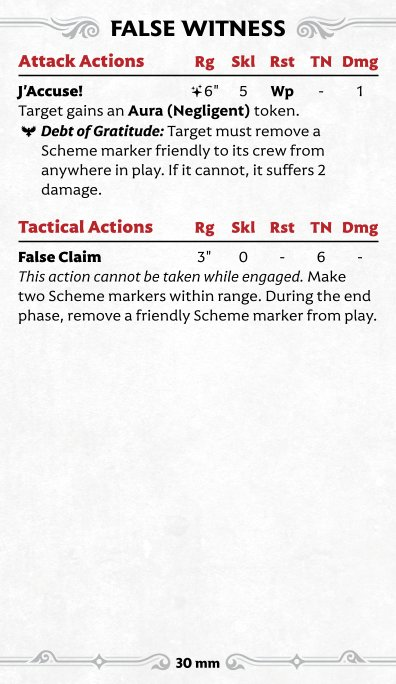 FALSE WITNESS
Attack Actions Rg Skl Rst TN Dmg
J'Accuse! 6" 5 Wp - 1
Target gains an Aura (Negligent) token.
Debt of Gratitude: Target must remove a
Scheme marker friendly to its crew from
anywhere in play. If it cannot, it suffers 2
damage.
Tactical Actions Rg Skl Rst TN Dmg
False Claim 3" 0 - 6 -
This action cannot be taken while engaged. Make
two Scheme markers within range. During the end
phase, remove a friendly Scheme marker from play.
30 mm